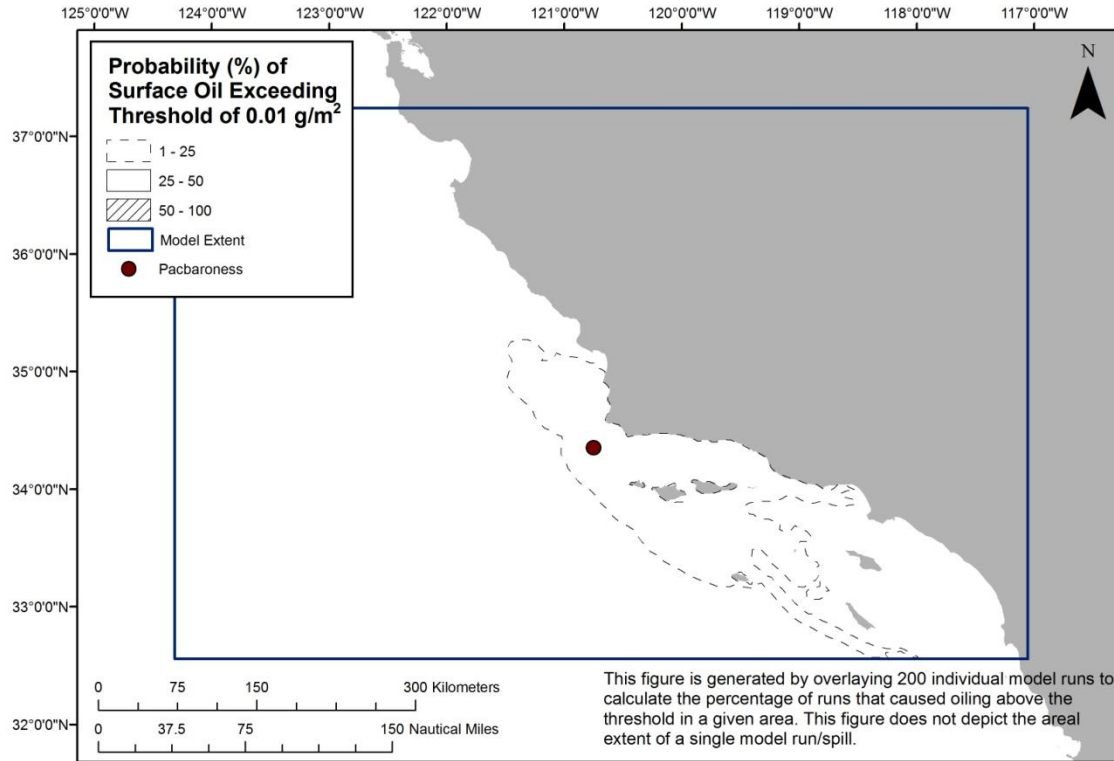 125°0'0"W 124°0'0"W 123°0'0"W 122°0'0"W 121°0'0"W 120°0'0"W 119°0'0"W 118°0'0"W 117°0'0"W
N
Probability (%) of
Surface Oil Exceeding
Threshold of 0.01 g/m²
1 - 25
25 - 50
50 - 100
Model Extent
Pacbaroness
37°0'0"N
36°0'0"N
35°0'0"N
34°0'0"N
33°0'0"N
32°0'0"N
0 75 150 300 Kilometers
0 37.5 75 150 Nautical Miles
This figure is generated by overlaying 200 individual model runs to
calculate the percentage of runs that caused oiling above the
threshold in a given area. This figure does not depict the areal
extent of a single model run/spill.